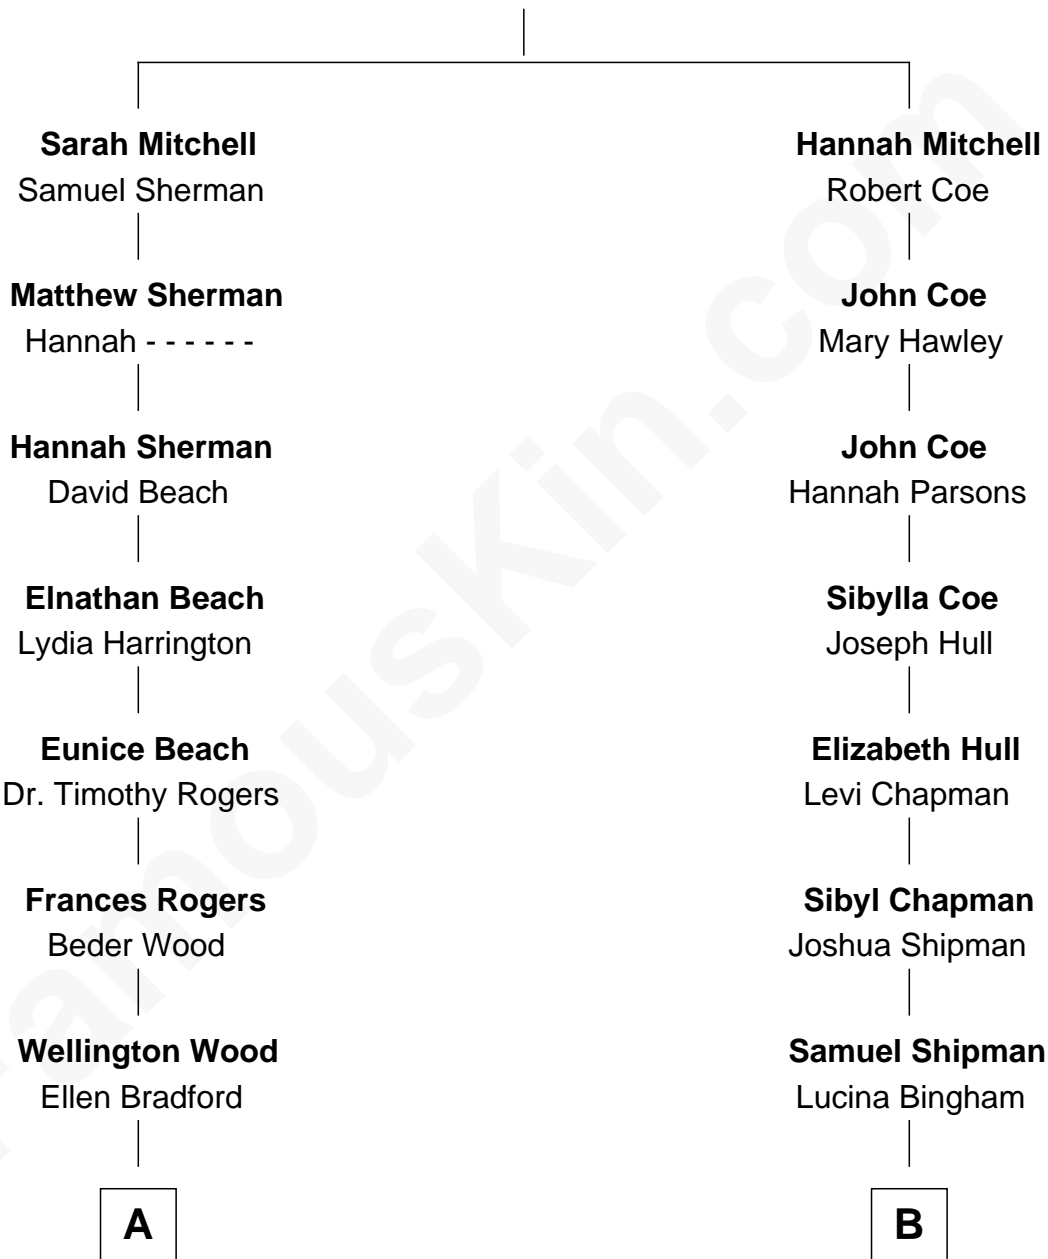 Sarah Mitchell
Samuel Sherman
Matthew Sherman
Hannah - - - - - -
Hannah Sherman
David Beach
Elnathan Beach
Lydia Harrington
Eunice Beach
Dr. Timothy Rogers
Frances Rogers
Beder Wood
Wellington Wood
Ellen Bradford
A
Hannah Mitchell
Robert Coe
John Coe
Mary Hawley
John Coe
Hannah Parsons
Sibylla Coe
Joseph Hull
Elizabeth Hull
Levi Chapman
Sibyl Chapman
Joshua Shipman
Samuel Shipman
Lucina Bingham
B
FamousKin.com